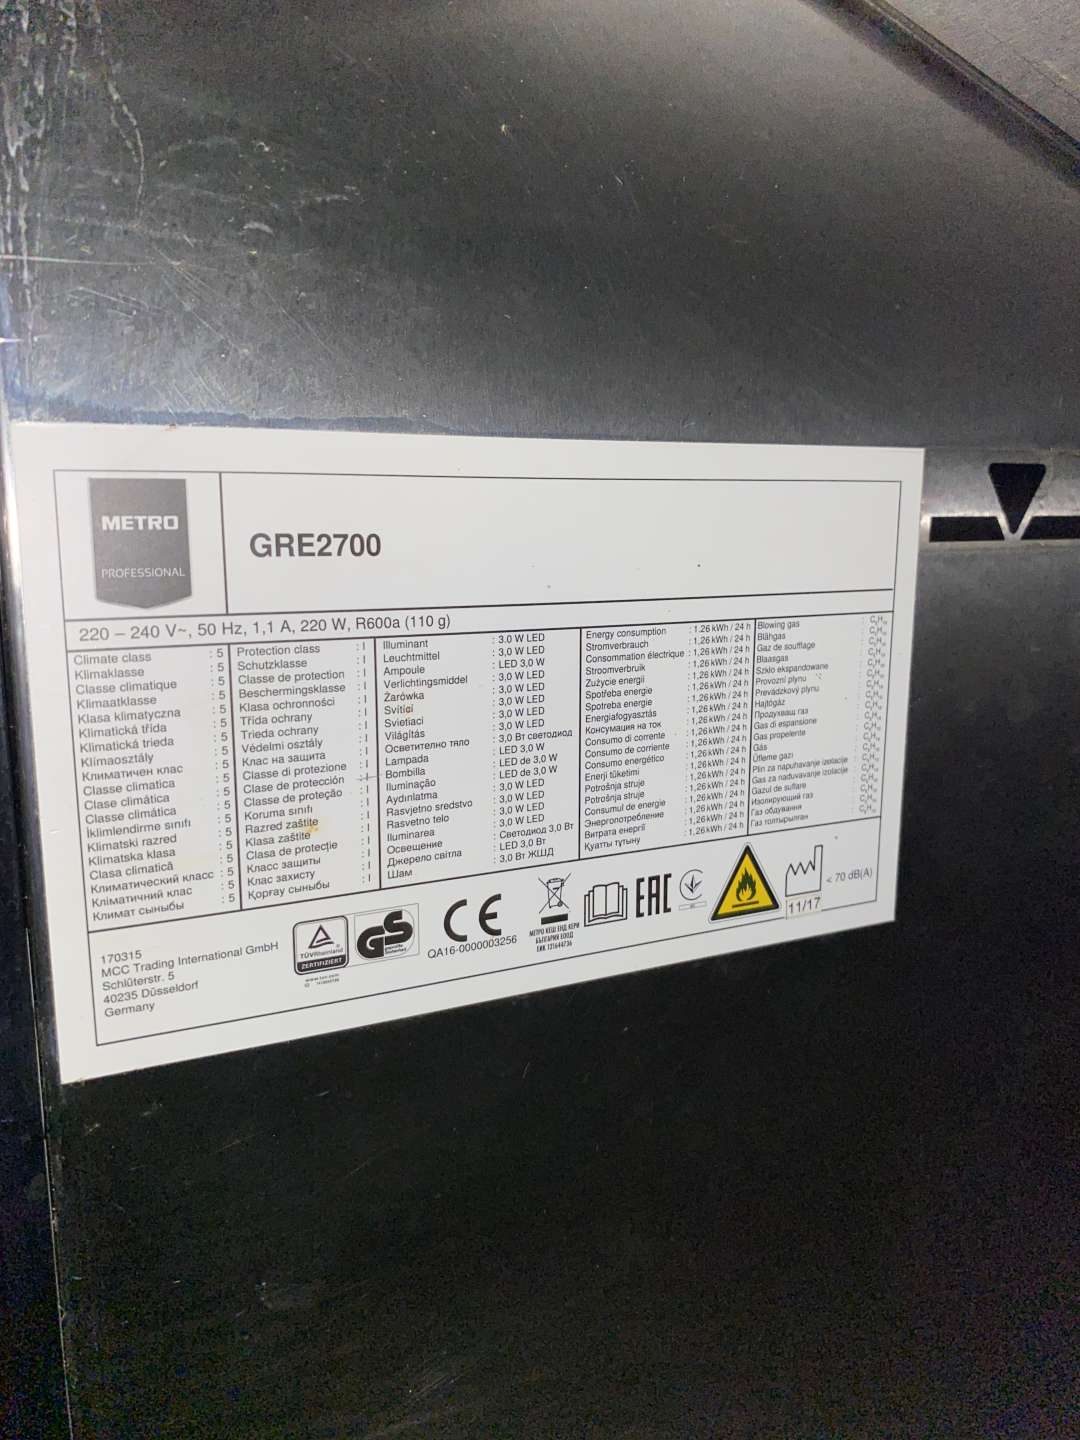 METRO
PROFESSIONAL
GRE2700
220 – 240 V~, 50 Hz, 1,1 A, 220 W, R600a (110 g)
Climate class : 5
Klimaklasse : 5
Classe climatique : 5
Klimaatklasse : 5
Klasa klimatyczna : 5
Klimatická třída : 5
Klimatická trieda : 5
Klímaosztály : 5
Климатичен клас : 5
Classe climatica : 5
Clase climática : 5
Classe climática : 5
İklimlendirme sınıfı : 5
Klimatski razred : 5
Klimatska klasa : 5
Clasa climatică : 5
Климатический класс : 5
Кліматичний клас : 5
Климат сыныбы : 5
Protection class : I
Schutzklasse : I
Classe de protection : I
Beschermingsklasse : I
Klasa ochronności : I
Třída ochrany : I
Trieda ochrany : I
Védelmi osztály : I
Клас на защита : I
Classe di protezione : I
Clase de protección : I
Classe de proteção : I
Koruma sınıfı : I
Razred zaštite : I
Klasa zaštite : I
Clasa de protecție : I
Класс защиты : I
Клас захисту : I
Қорғау сыныбы : I
Illuminant : 3.0 W LED
Leuchtmittel : 3,0 W LED
Ampoule : LED 3,0 W
Verlichtingsmiddel : 3,0 W LED
Żarówka : 3,0 W LED
Svítící : 3,0 W LED
Svietiaci : 3,0 W LED
Világítás : 3,0 W LED
Осветително тяло : 3,0 Вт светодиод
Lampada : LED 3,0 W
Bombilla : LED de 3,0 W
Iluminação : LED de 3,0 W
Aydınlatma : 3,0 W LED
Rasvjetno sredstvo : 3,0 W LED
Rasvetno telo : 3,0 W LED
Iluminarea : 3,0 W LED
Освещение : Светодиод 3,0 Вт
Джерело світла : LED 3,0 Вт
Шам : 3,0 Вт ЖШД
Energy consumption : 1.26 kWh / 24 h
Stromverbrauch : 1,26 kWh / 24 h
Consommation électrique : 1,26 kWh / 24 h
Stroomverbruik : 1,26 kWh / 24 h
Zużycie energii : 1,26 kWh / 24 h
Spotřeba energie : 1,26 kWh / 24 h
Spotreba energie : 1,26 kWh / 24 h
Energiafogyasztás : 1,26 kWh / 24 h
Консумация на ток : 1,26 kWh / 24 h
Consumo di corrente : 1,26 kWh / 24 h
Consumo de corriente : 1,26 kWh / 24 h
Consumo energético : 1,26 kWh / 24 h
Enerji tüketimi : 1,26 kWh / 24 h
Potrošnja struje : 1,26 kWh / 24 h
Potrošnja struje : 1,26 kWh / 24 h
Consumul de energie : 1,26 kWh / 24 h
Энергопотребление : 1,26 kWh / 24 h
Витрата енергії : 1,26 kWh / 24 h
Қуатты тұтыну : 1,26 kWh / 24 h
Blowing gas
Blähgas
Gaz de soufflage
Blaasgas
Szkło ekspandowane
Provozní plynu
Prevádzkový plynu
Hajtógáz
Продухващ газ
Gas di espansione
Gas propelente
Gás
Üfleme gazı
Plin za napuhavanje izolacije
Gas za naduvavanje izolacije
Gazul de suflare
Изолирующий газ
Газ обдування
Газ толтырылған
170315
MCC Trading International GmbH
Schlüterstr. 5
40235 Düsseldorf
Germany
TÜVRheinland
ZERTIFIZIERT
www.tuv.com
GS
geprüfte Sicherheit
CE
QA16-0000003256
МЕТРО КЕШ ЕНД КЕРИ
БЪЛГАРИЯ ЕООД
ЕИК 121644736
EAC
11/17
< 70 dB(A)